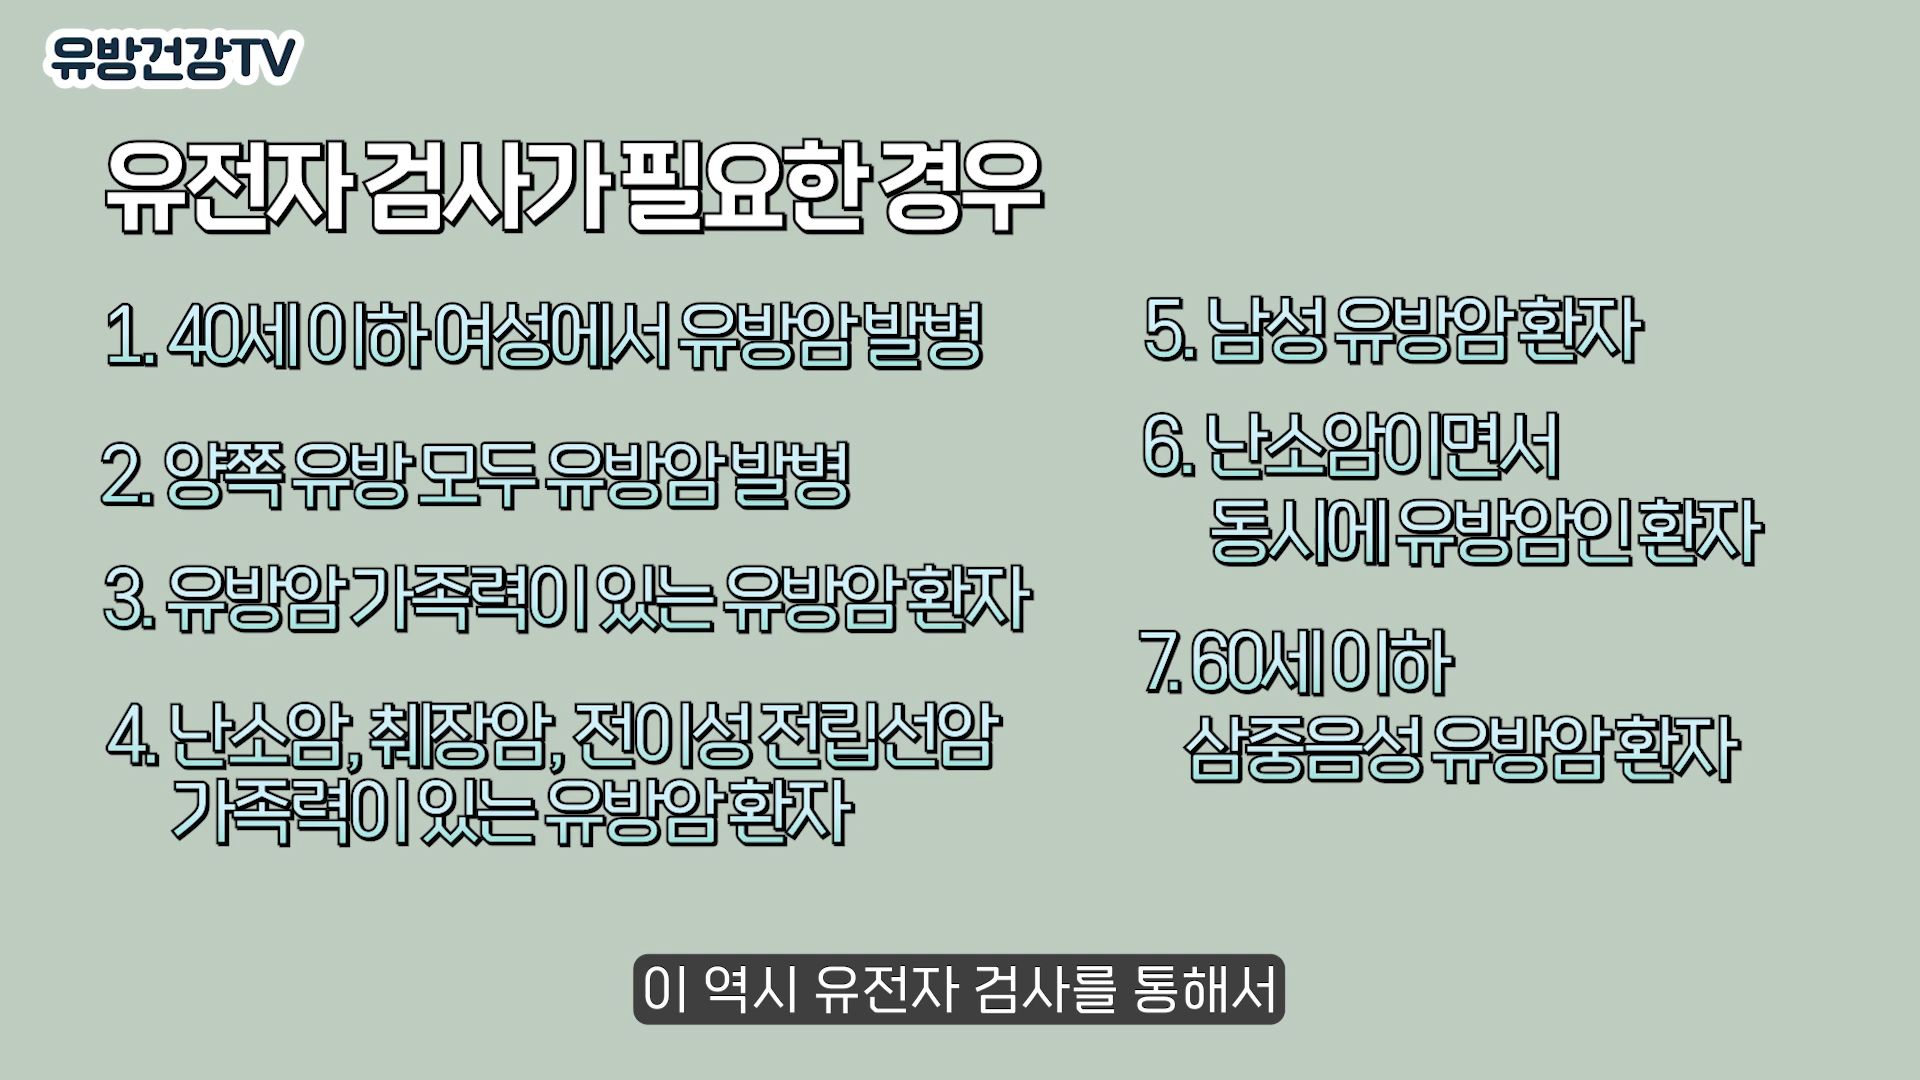 유방건강TV
유전자 검사가 필요한 경우
1. 40세 이하 여성에서 유방암 발병
2. 양쪽 유방 모두 유방암 발병
3. 유방암 가족력이 있는 유방암 환자
4. 난소암, 췌장암, 전이성 전립선암
가족력이 있는 유방암 환자
5. 남성 유방암 환자
6. 난소암이면서
동시에 유방암인 환자
7. 60세 이하
삼중음성 유방암 환자
이 역시 유전자 검사를 통해서